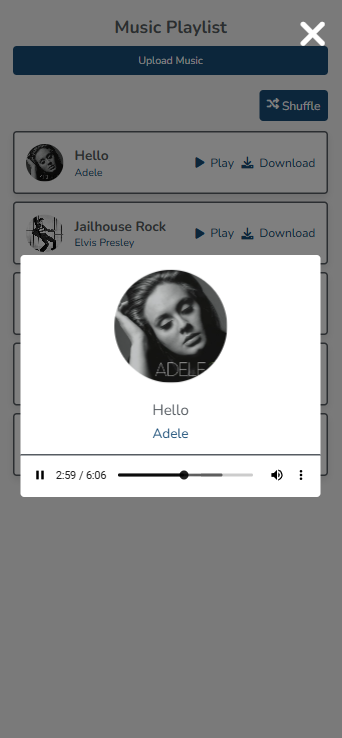 Music Playlist
Upload Music
Shuffle
Hello
Adele
Play
Download
Jailhouse Rock
Elvis Presley
Play
Download
ADELE
Hello
Adele
2:59 / 6:06